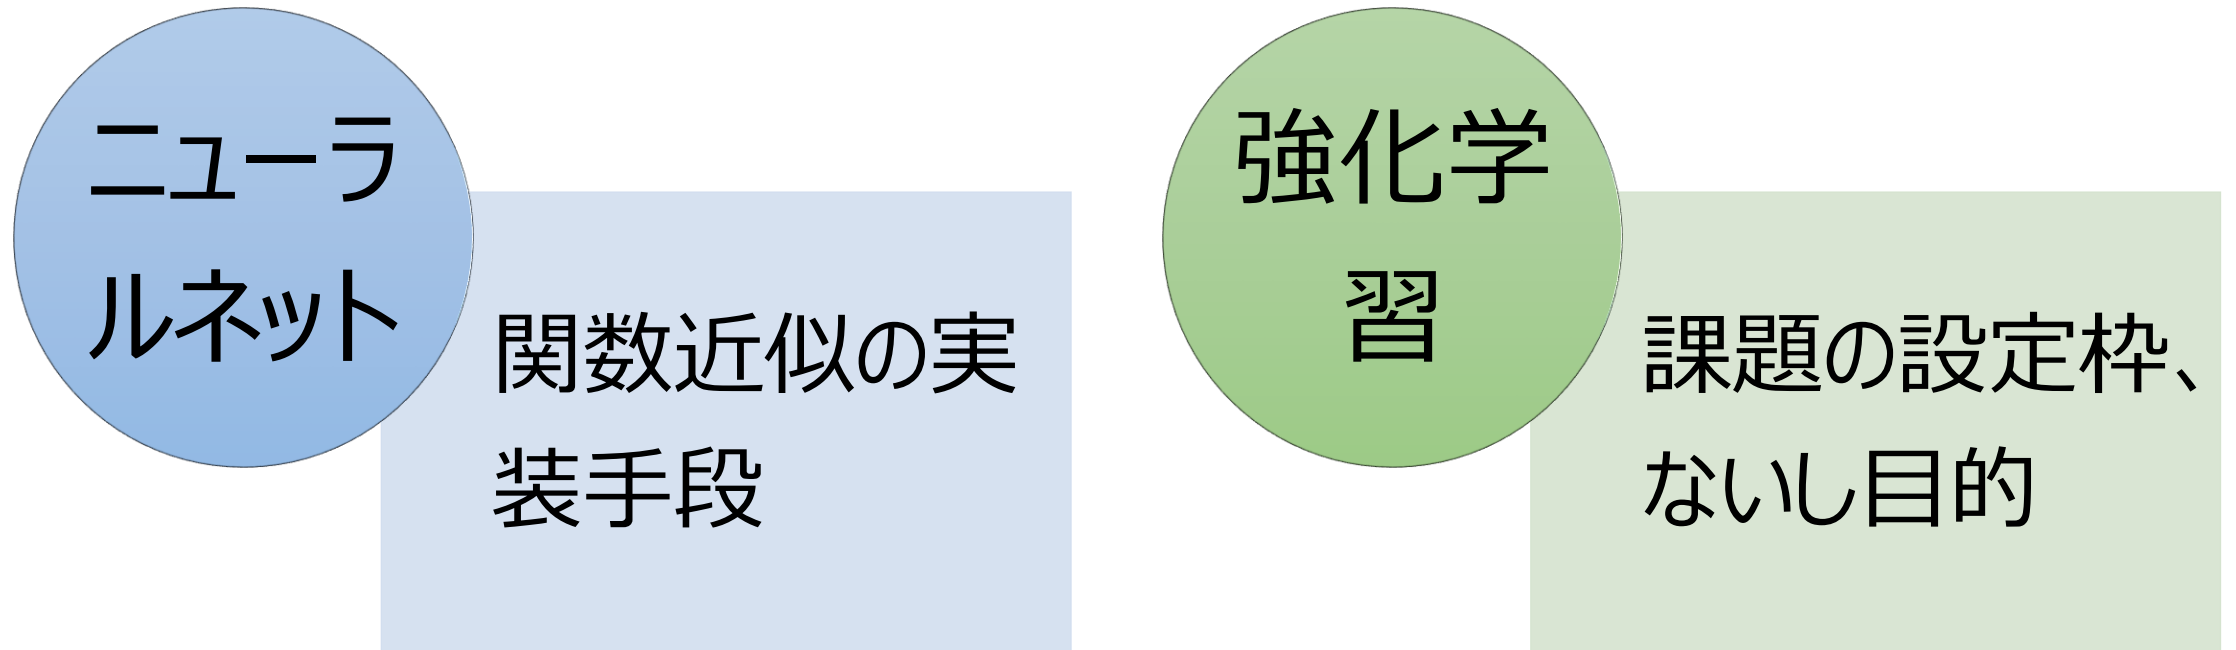 ニューラ
ルネット
関数近似の実
装手段
強化学
習
課題の設定枠、
ないし目的